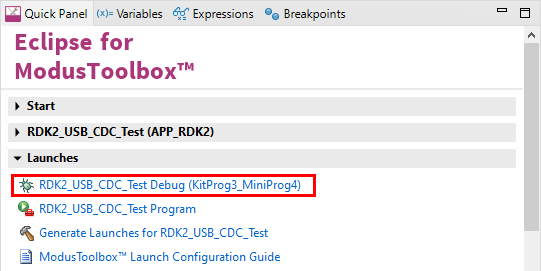 Quick Panel (x)= Variables Expressions Breakpoints
Eclipse for
ModusToolbox™
Start
RDK2_USB_CDC_Test (APP_RDK2)
Launches
RDK2_USB_CDC_Test Debug (KitProg3_MiniProg4)
RDK2_USB_CDC_Test Program
Generate Launches for RDK2_USB_CDC_Test
ModusToolbox™ Launch Configuration Guide